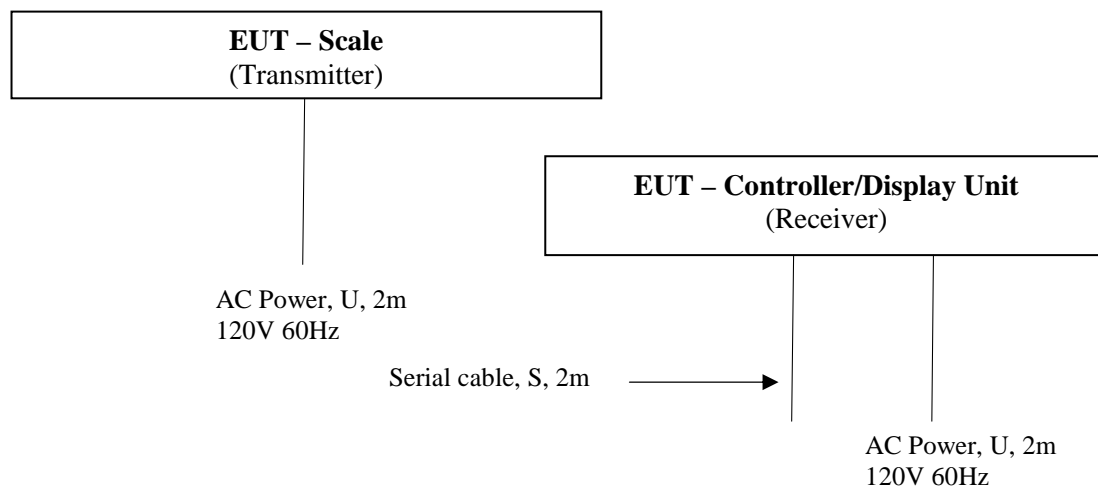 EUT – Scale
(Transmitter)
EUT – Controller/Display Unit
(Receiver)
AC Power, U, 2m
120V 60Hz
Serial cable, S, 2m
AC Power, U, 2m
120V 60Hz